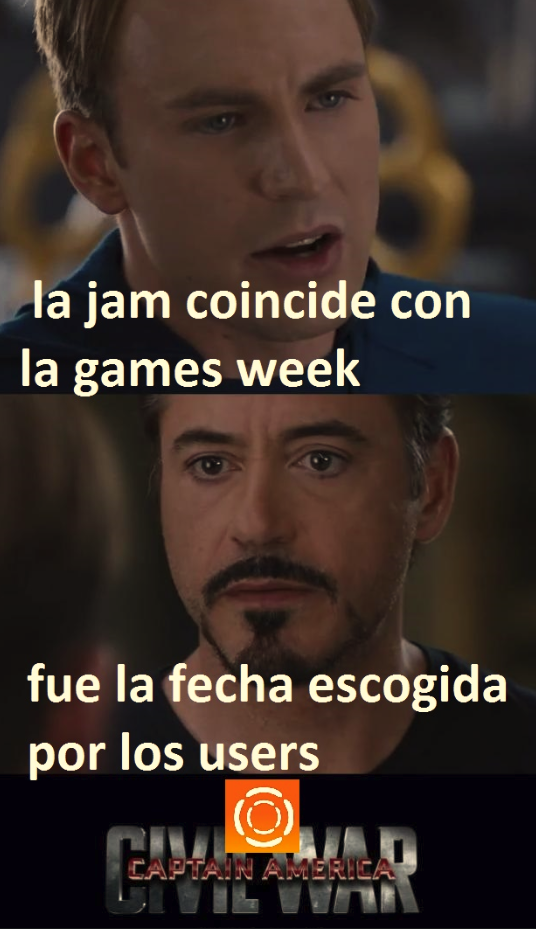 la jam coincide con
la games week
fue la fecha escogida
por los users
CIVIL WAR
CAPTAIN AMERICA